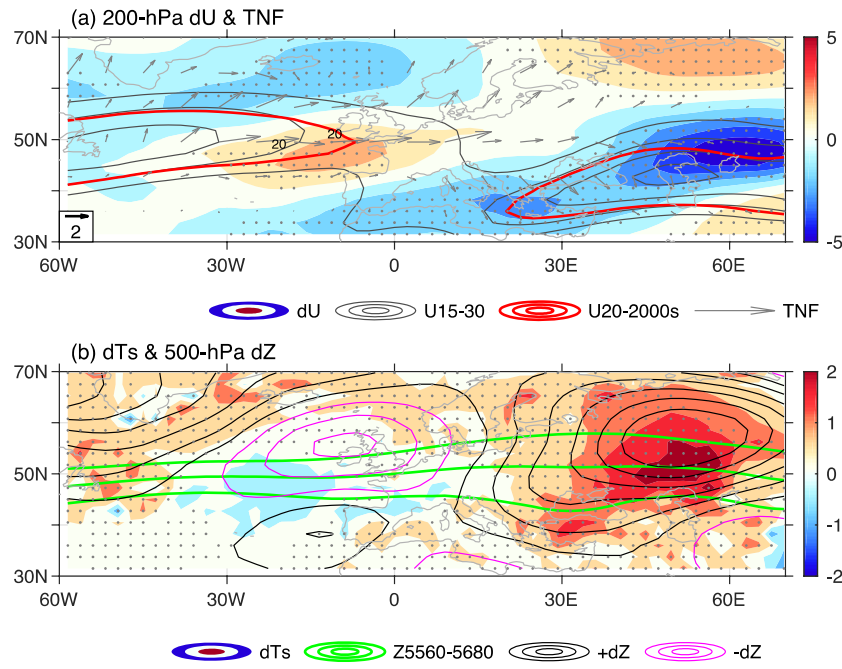 (a) 200-hPa dU & TNF
70N
5
60W
50N
20
20
0
2
30N
-5
60W
30W
0
30E
60E
dU
U15-30
U20-2000s
TNF
(b) dTs & 500-hPa dZ
70N
2
1
50N
0
-1
30N
-2
60W
30W
0
30E
60E
dTs
Z5560-5680
+dZ
-dZ